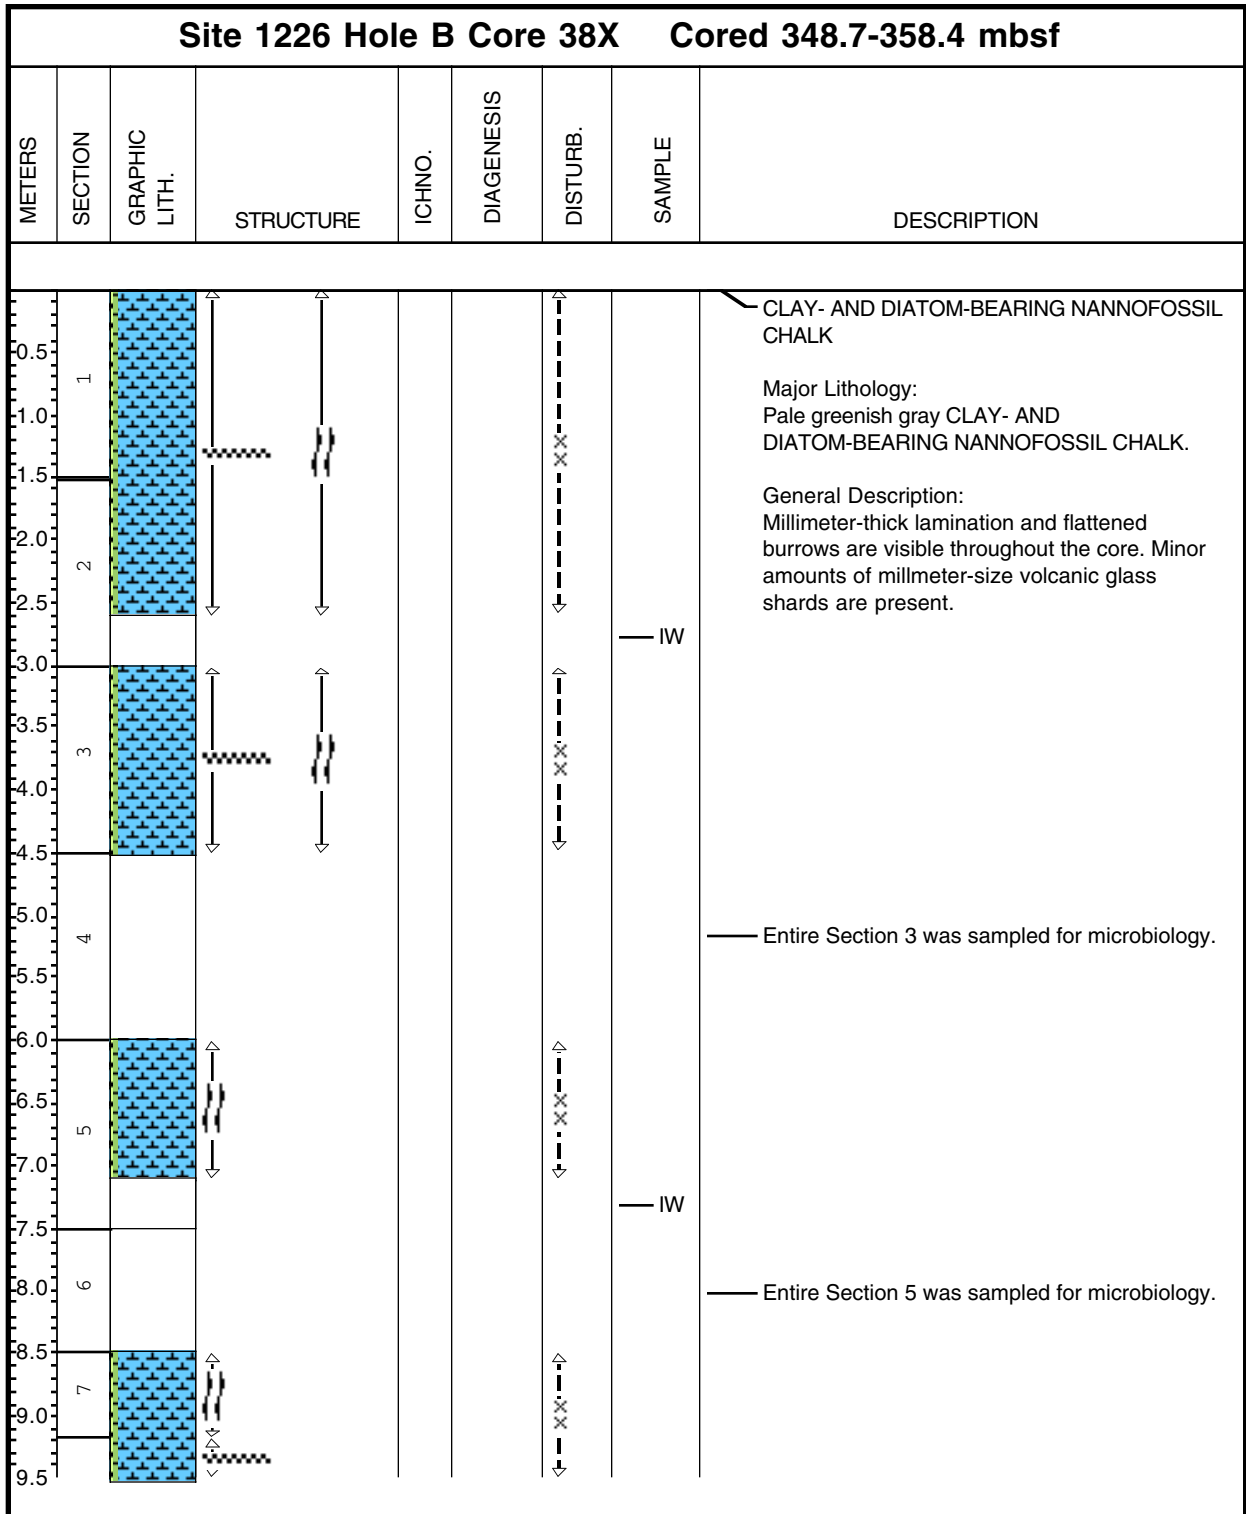 Site 1226 Hole B Core 38X Cored 348.7-358.4 mbsf
METERS
SECTION
GRAPHIC
LITH.
STRUCTURE
ICHNO.
DIAGENESIS
DISTURB.
SAMPLE
DESCRIPTION
CLAY- AND DIATOM-BEARING NANNOFOSSIL
CHALK
0.5
1
Major Lithology:
1.0
Pale greenish gray CLAY- AND
DIATOM-BEARING NANNOFOSSIL CHALK.
1.5
General Description:
Millimeter-thick lamination and flattened
2.0
burrows are visible throughout the core. Minor
2
amounts of millmeter-size volcanic glass
2.5
shards are present.
IW
3.0
3.5
3
4.0
4.5
5.0
4
Entire Section 3 was sampled for microbiology.
5.5
6.0
6.5
5
7.0
IW
7.5
8.0
6
Entire Section 5 was sampled for microbiology.
8.5
7
9.0
9.5